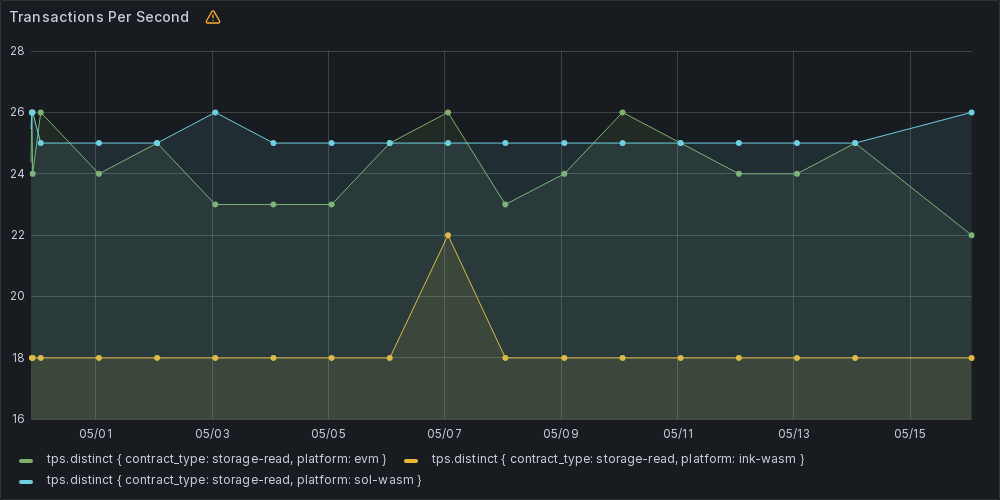 Transactions Per Second
28
26
24
22
20
18
16
05/01 05/03 05/05 05/07 05/09 05/11 05/13 05/15
tps.distinct { contract_type: storage-read, platform: evm } tps.distinct { contract_type: storage-read, platform: ink-wasm }
tps.distinct { contract_type: storage-read, platform: sol-wasm }